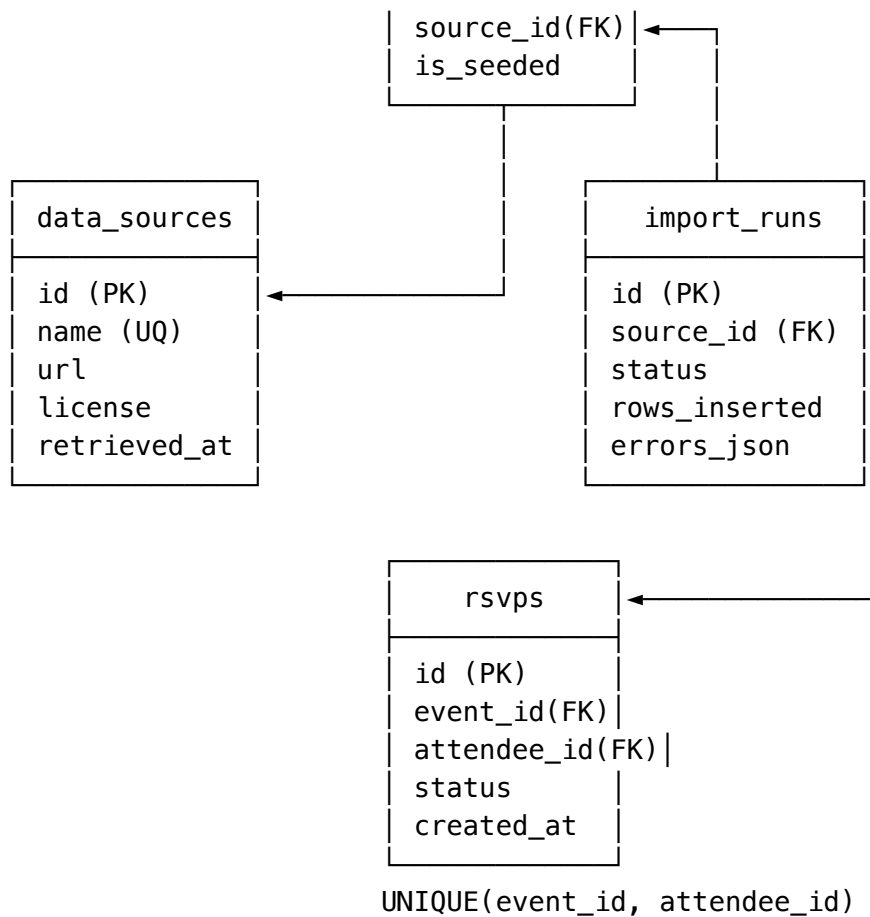 source_id(FK)
is_seeded
data_sources
id (PK)
name (UQ)
url
license
retrieved_at
import_runs
id (PK)
source_id (FK)
status
rows_inserted
errors_json
rsvps
id (PK)
event_id(FK)
attendee_id(FK)
status
created_at
UNIQUE(event_id, attendee_id)